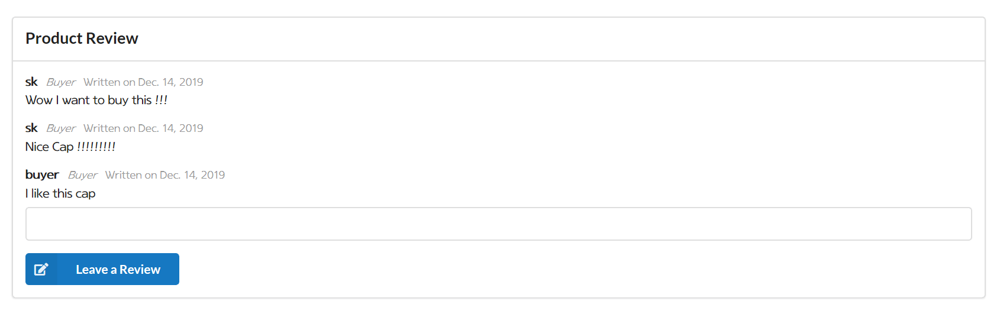 Product Review
sk Buyer Written on Dec. 14, 2019
Wow I want to buy this !!!
sk Buyer Written on Dec. 14, 2019
Nice Cap !!!!!!!!!
buyer Buyer Written on Dec. 14, 2019
I like this cap
Leave a Review